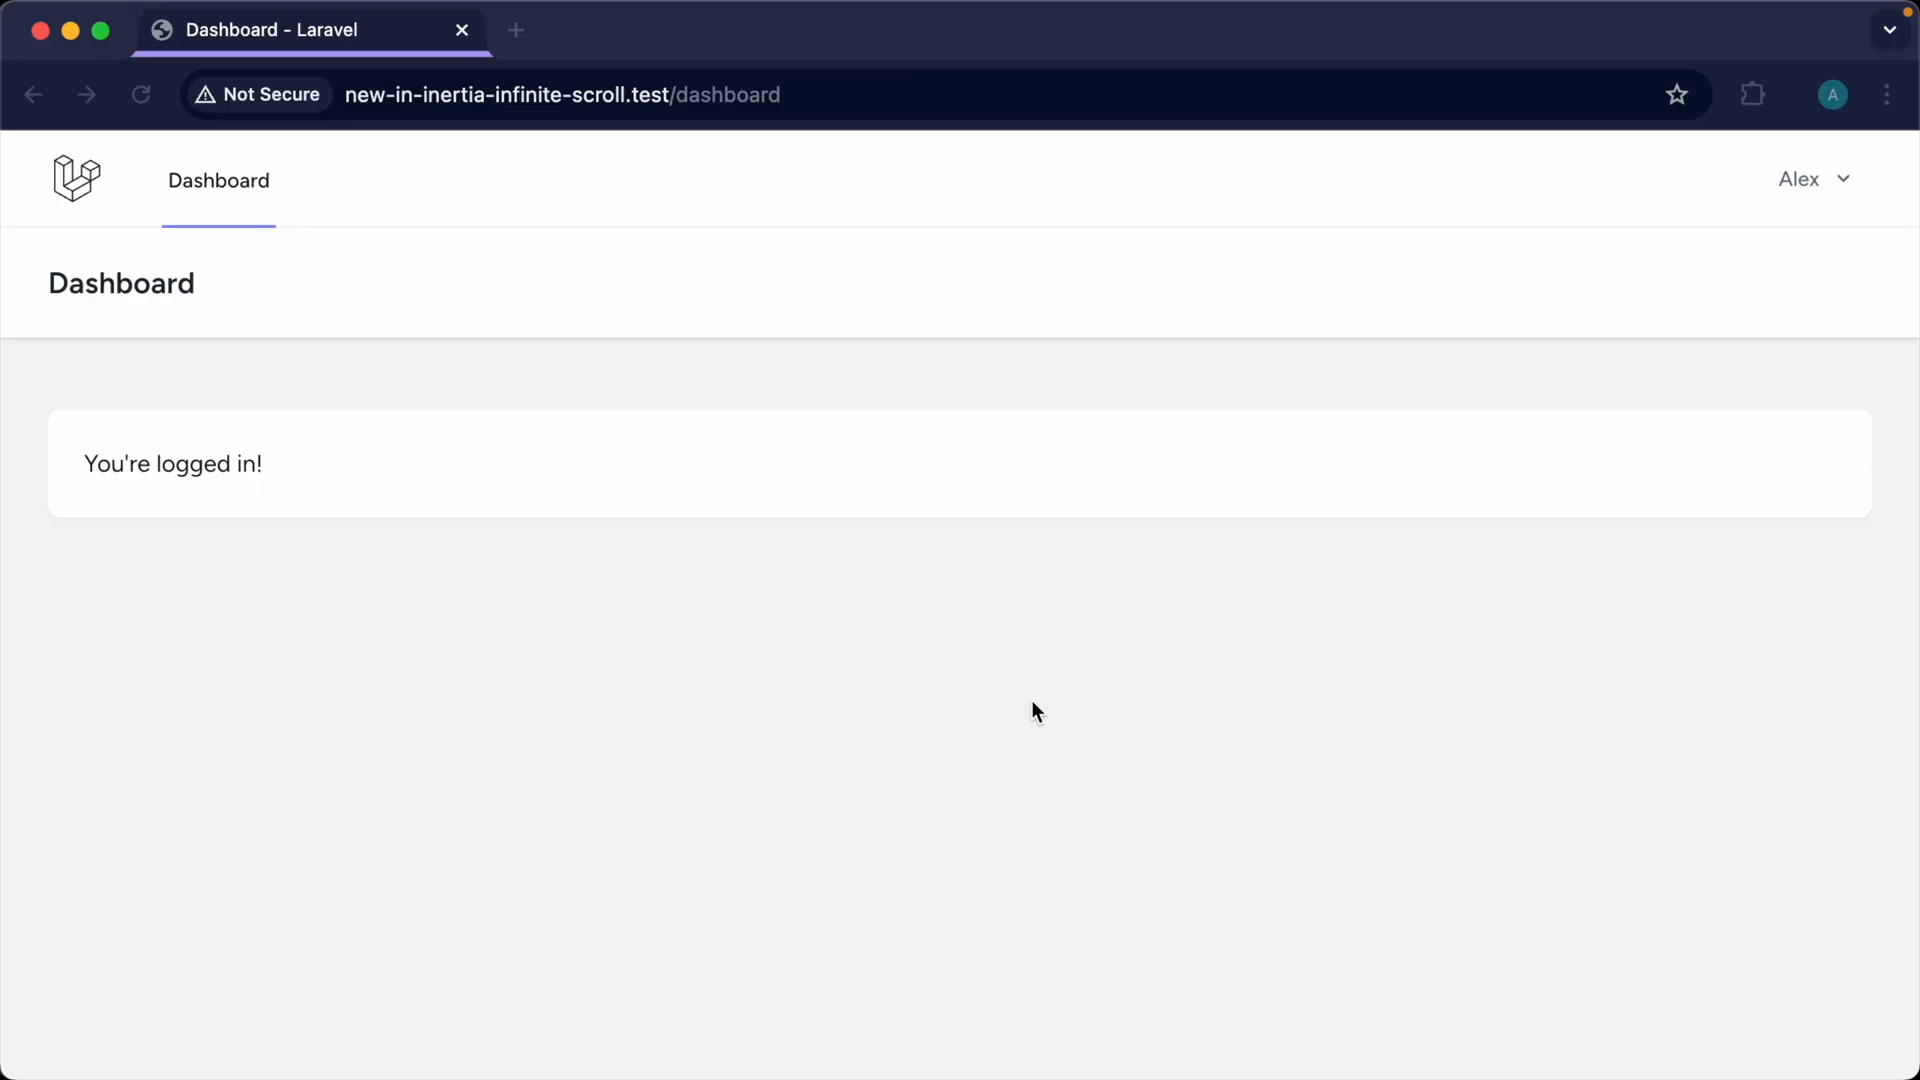 Dashboard - Laravel
Not Secure new-in-inertia-infinite-scroll.test/dashboard
A
Dashboard
Alex
Dashboard
You're logged in!